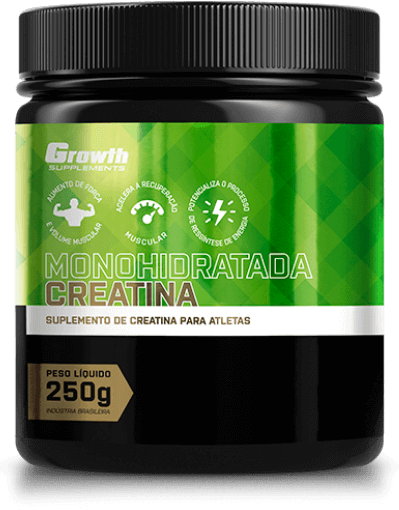 Growth
SUPPLEMENTS
AUMENTO DE FORÇA
E VOLUME MUSCULAR
ACELERA A RECUPERAÇÃO
MUSCULAR
POTENCIALIZA O PROCESSO
DE RESSÍNTESE DE ENERGIA
MONOHIDRATADA
CREATINA
SUPLEMENTO DE CREATINA PARA ATLETAS
PESO LÍQUIDO
250g
INDÚSTRIA BRASILEIRA